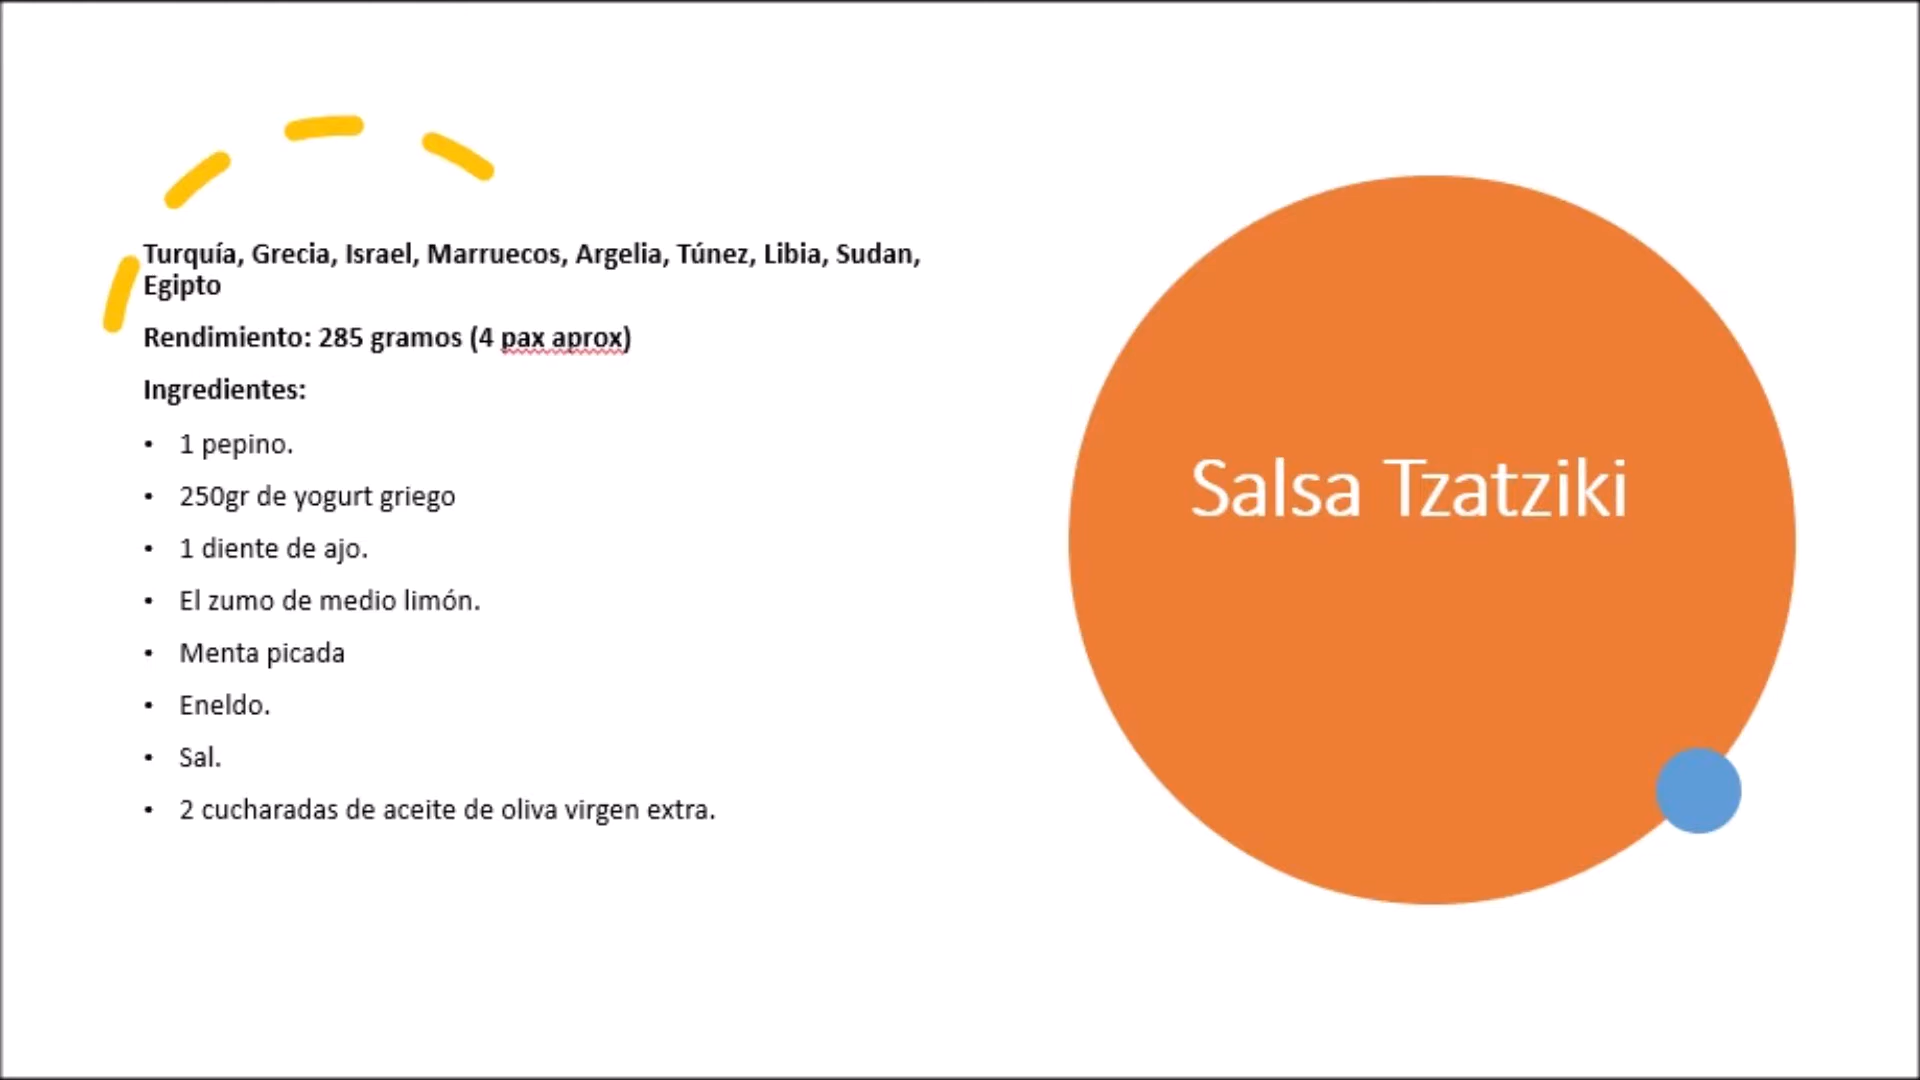 Turquía, Grecia, Israel, Marruecos, Argelia, Túnez, Libia, Sudan,
Egipto
Rendimiento: 285 gramos (4 pax aprox)
Ingredientes:
• 1 pepino.
• 250gr de yogurt griego
• 1 diente de ajo.
• El zumo de medio limón.
• Menta picada
• Eneldo.
• Sal.
• 2 cucharadas de aceite de oliva virgen extra.
Salsa Tzatziki